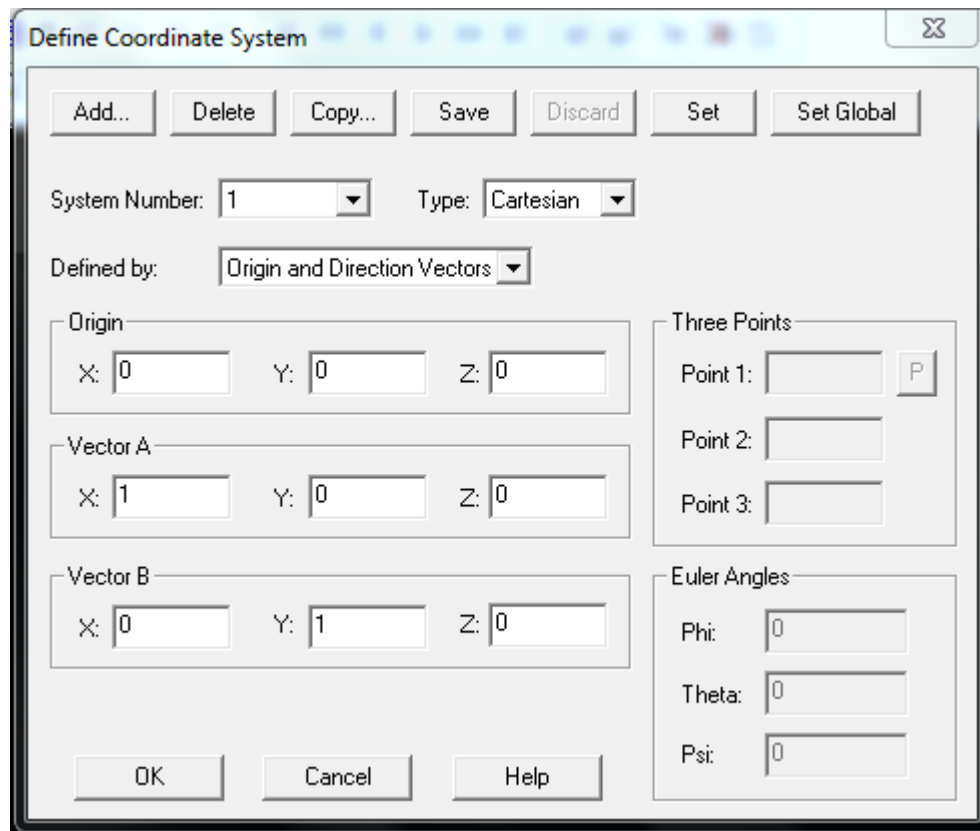 Define Coordinate System
Add... Delete Copy... Save Discard Set Set Global
System Number: 1 Type: Cartesian
Defined by: Origin and Direction Vectors
Origin
X: 0 Y: 0 Z: 0
Three Points
Point 1: P
Point 2:
Point 3:
Vector A
X: 1 Y: 0 Z: 0
Vector B
X: 0 Y: 1 Z: 0
Euler Angles
Phi: 0
Theta: 0
Psi: 0
OK Cancel Help